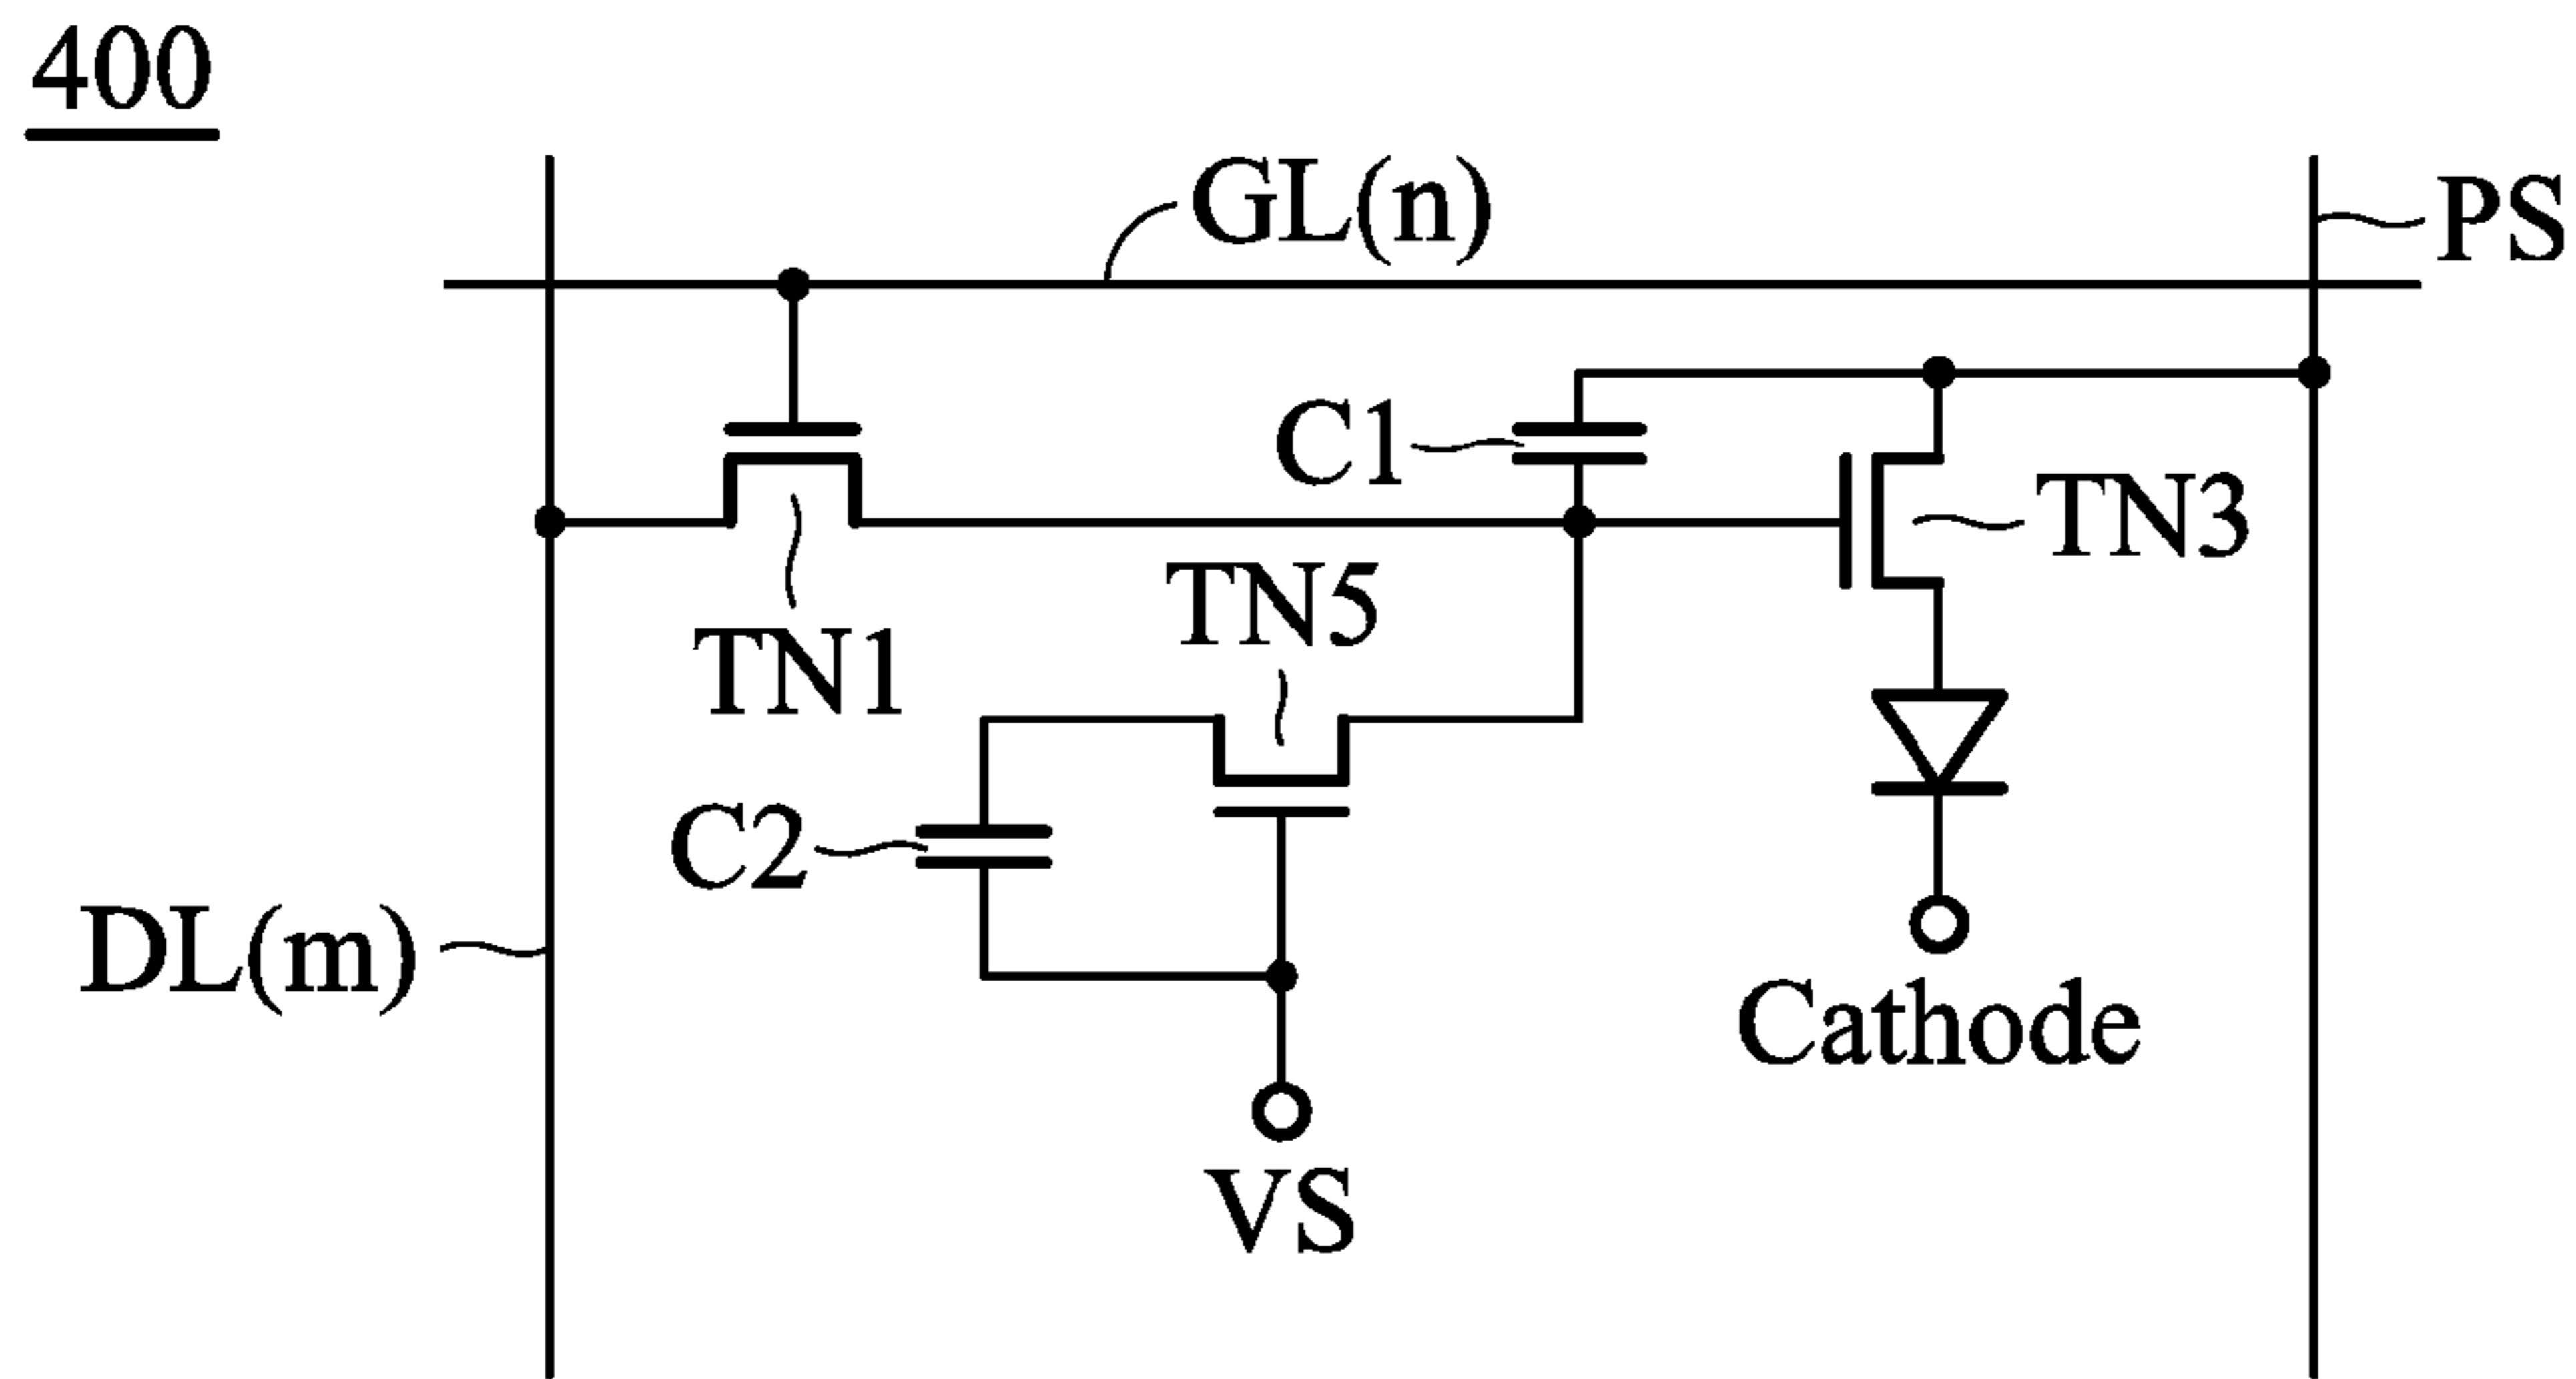 400
GL(n)
PS
C1
TN3
TN5
TN1
C2
DL(m)
Cathode
VS